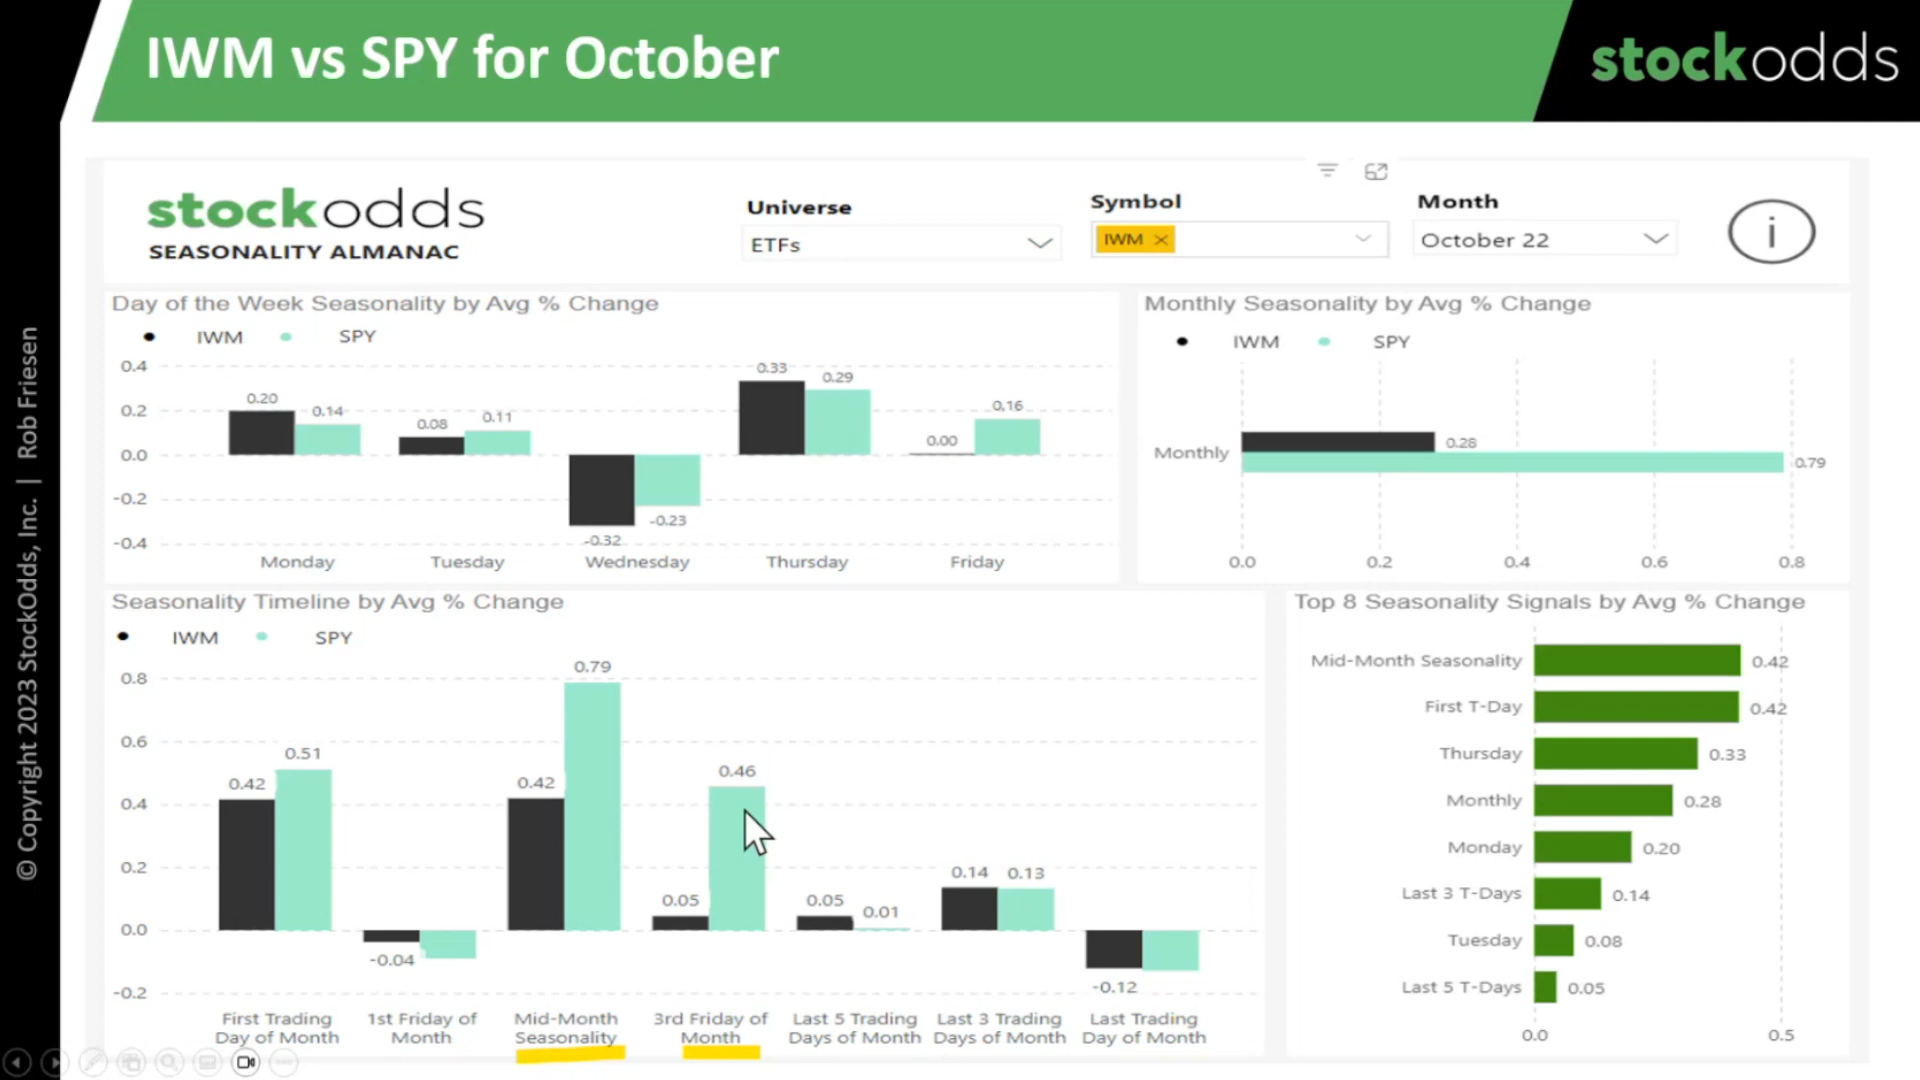 IWM vs SPY for October
stockodds
© Copyright 2023 StockOdds, Inc. | Rob Friesen
stockodds
SEASONALITY ALMANAC
Universe
ETFs
Symbol
IWM ×
Month
October 22
i
Day of the Week Seasonality by Avg % Change
IWM SPY
0.4
0.2
0.0
-0.2
-0.4
0.20
0.14
0.08
0.11
-0.32
-0.23
0.33
0.29
0.00
0.16
Monday Tuesday Wednesday Thursday Friday
Monthly Seasonality by Avg % Change
IWM SPY
Monthly
0.28
0.79
0.0 0.2 0.4 0.6 0.8
Seasonality Timeline by Avg % Change
IWM SPY
0.8
0.6
0.4
0.2
0.0
-0.2
0.42
0.51
-0.04
0.42
0.79
0.05
0.46
0.05
0.01
0.14
0.13
-0.12
First Trading
Day of Month
1st Friday of
Month
Mid-Month
Seasonality
3rd Friday of
Month
Last 5 Trading
Days of Month
Last 3 Trading
Days of Month
Last Trading
Day of Month
Top 8 Seasonality Signals by Avg % Change
Mid-Month Seasonality 0.42
First T-Day 0.42
Thursday 0.33
Monthly 0.28
Monday 0.20
Last 3 T-Days 0.14
Tuesday 0.08
Last 5 T-Days 0.05
0.0 0.5